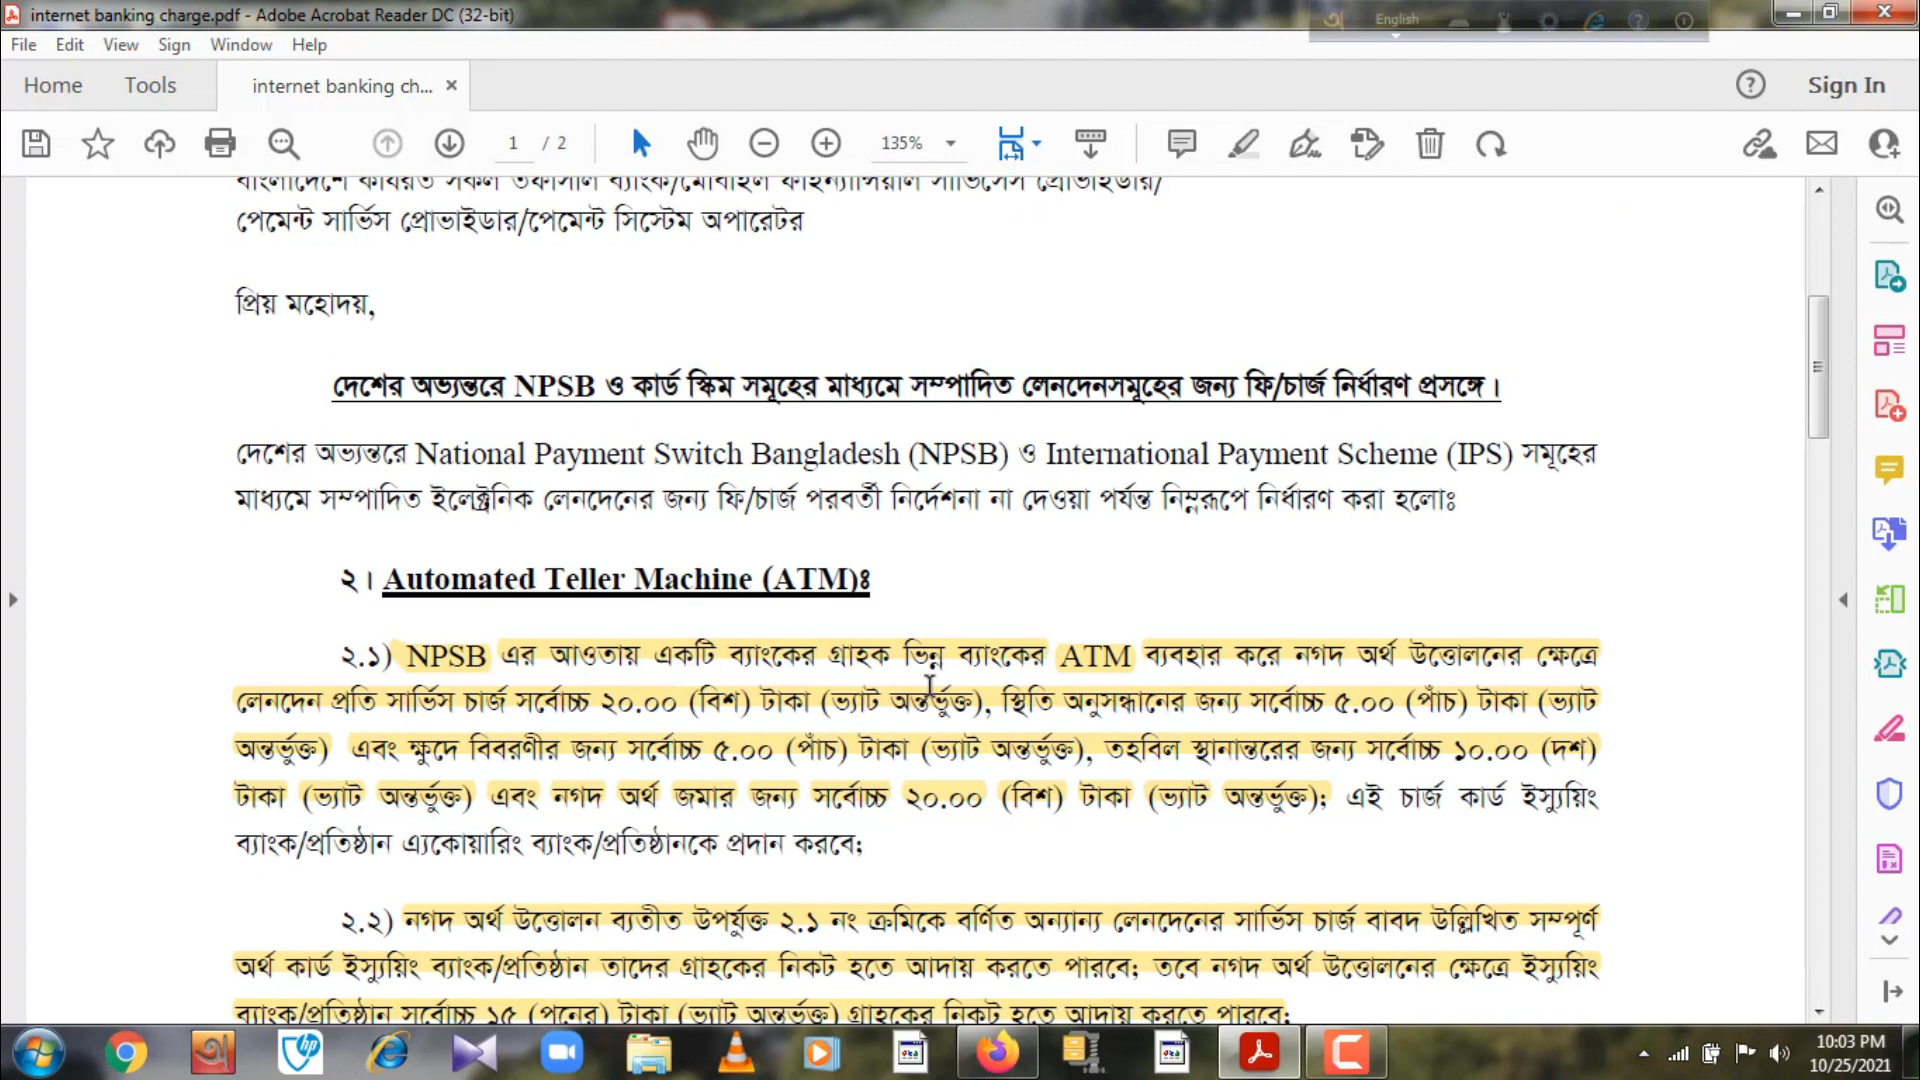 internet banking charge.pdf - Adobe Acrobat Reader DC (32-bit)
English
File Edit View Sign Window Help
Home Tools internet banking ch... Sign In
1 / 2 135%
বাংলাদেশে কার্যরত সকল তফসিলি ব্যাংক/মোবাইল ফাইন্যান্সিয়াল সার্ভিসেস প্রোভাইডার/
পেমেন্ট সার্ভিস প্রোভাইডার/পেমেন্ট সিস্টেম অপারেটর
প্রিয় মহোদয়,
দেশের অভ্যন্তরে NPSB ও কার্ড স্কিম সমূহের মাধ্যমে সম্পাদিত লেনদেনসমূহের জন্য ফি/চার্জ নির্ধারণ প্রসঙ্গে।
দেশের অভ্যন্তরে National Payment Switch Bangladesh (NPSB) ও International Payment Scheme (IPS) সমূহের
মাধ্যমে সম্পাদিত ইলেক্ট্রনিক লেনদেনের জন্য ফি/চার্জ পরবর্তী নির্দেশনা না দেওয়া পর্যন্ত নিম্নরূপে নির্ধারণ করা হলোঃ
২। Automated Teller Machine (ATM)ঃ
২.১) NPSB এর আওতায় একটি ব্যাংকের গ্রাহক ভিন্ন ব্যাংকের ATM ব্যবহার করে নগদ অর্থ উত্তোলনের ক্ষেত্রে
লেনদেন প্রতি সার্ভিস চার্জ সর্বোচ্চ ২০.০০ (বিশ) টাকা (ভ্যাট অন্তর্ভুক্ত), স্থিতি অনুসন্ধানের জন্য সর্বোচ্চ ৫.০০ (পাঁচ) টাকা (ভ্যাট
অন্তর্ভুক্ত) এবং ক্ষুদে বিবরণীর জন্য সর্বোচ্চ ৫.০০ (পাঁচ) টাকা (ভ্যাট অন্তর্ভুক্ত), তহবিল স্থানান্তরের জন্য সর্বোচ্চ ১০.০০ (দশ)
টাকা (ভ্যাট অন্তর্ভুক্ত) এবং নগদ অর্থ জমার জন্য সর্বোচ্চ ২০.০০ (বিশ) টাকা (ভ্যাট অন্তর্ভুক্ত); এই চার্জ কার্ড ইস্যুয়িং
ব্যাংক/প্রতিষ্ঠান এ্যকোয়ারিং ব্যাংক/প্রতিষ্ঠানকে প্রদান করবে;
২.২) নগদ অর্থ উত্তোলন ব্যতীত উপর্যুক্ত ২.১ নং ক্রমিকে বর্ণিত অন্যান্য লেনদেনের সার্ভিস চার্জ বাবদ উল্লিখিত সম্পূর্ণ
অর্থ কার্ড ইস্যুয়িং ব্যাংক/প্রতিষ্ঠান তাদের গ্রাহকের নিকট হতে আদায় করতে পারবে; তবে নগদ অর্থ উত্তোলনের ক্ষেত্রে ইস্যুয়িং
ব্যাংক/প্রতিষ্ঠান সর্বোচ্চ ১৫ (পনের) টাকা (ভ্যাট অন্তর্ভুক্ত) গ্রাহকের নিকট হতে আদায় করতে পারবে;
10:03 PM
10/25/2021